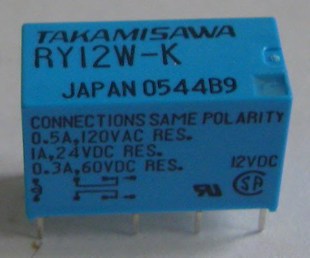 TAKAMISAWA
RY12W-K
JAPAN 0544B9
CONNECTIONS SAME POLARITY
0.5A,120VAC RES.
1A,24VDC RES.
0.3A,60VDC RES. 12VDC